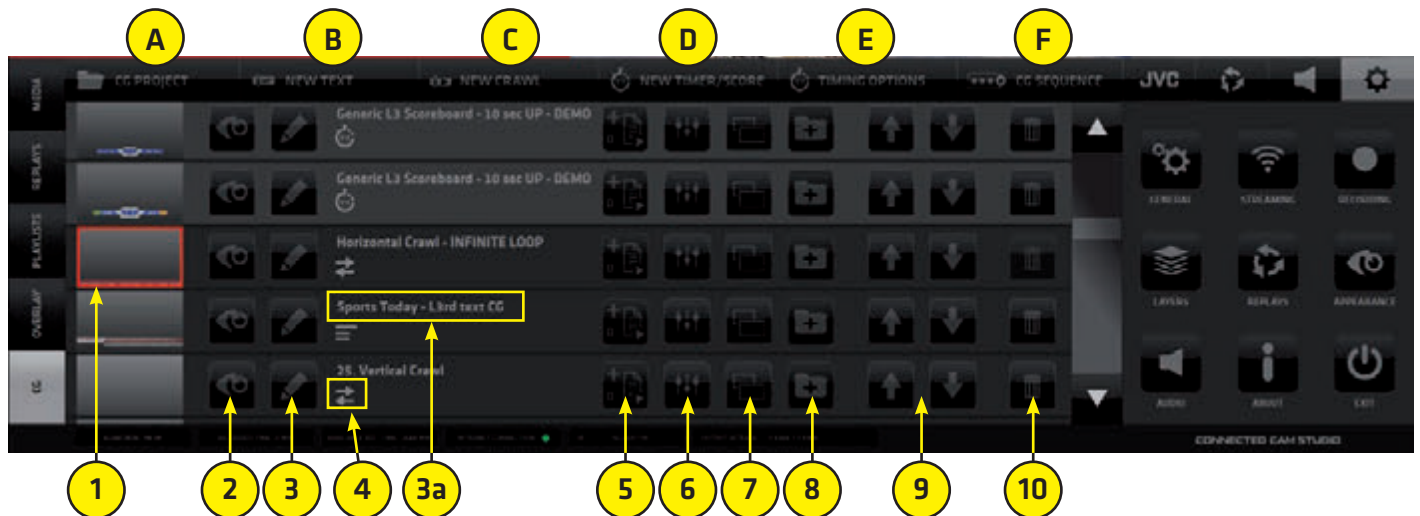 A B C D E F
CG PROJECT NEW TEXT NEW CRAWL NEW TIMER/SCORE TIMING OPTIONS CG SEQUENCE JVC
MEDIA
REPLAYS
PLAYLISTS
OVERLAY
CG
Generic L3 Scoreboard - 10 sec UP - DEMO
Generic L3 Scoreboard - 10 sec UP - DEMO
Horizontal Crawl - INFINITE LOOP
Sports Today - L3rd text CG
25. Vertical Crawl
GENERAL STREAMING RECORDING
LAYERS REPLAYS APPEARANCE
AUDIO ABOUT EXIT
CONNECTED CAM STUDIO
1 2 3 4 3a 5 6 7 8 9 10